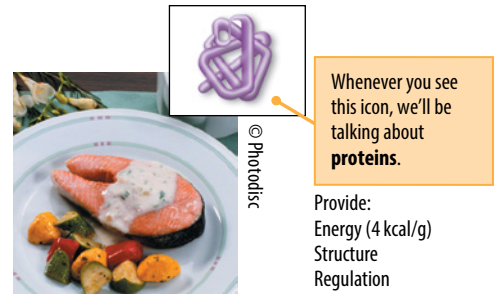 Whenever you see
this icon, we’ll be
talking about
proteins.
© Photodisc
Provide:
Energy (4 kcal/g)
Structure
Regulation